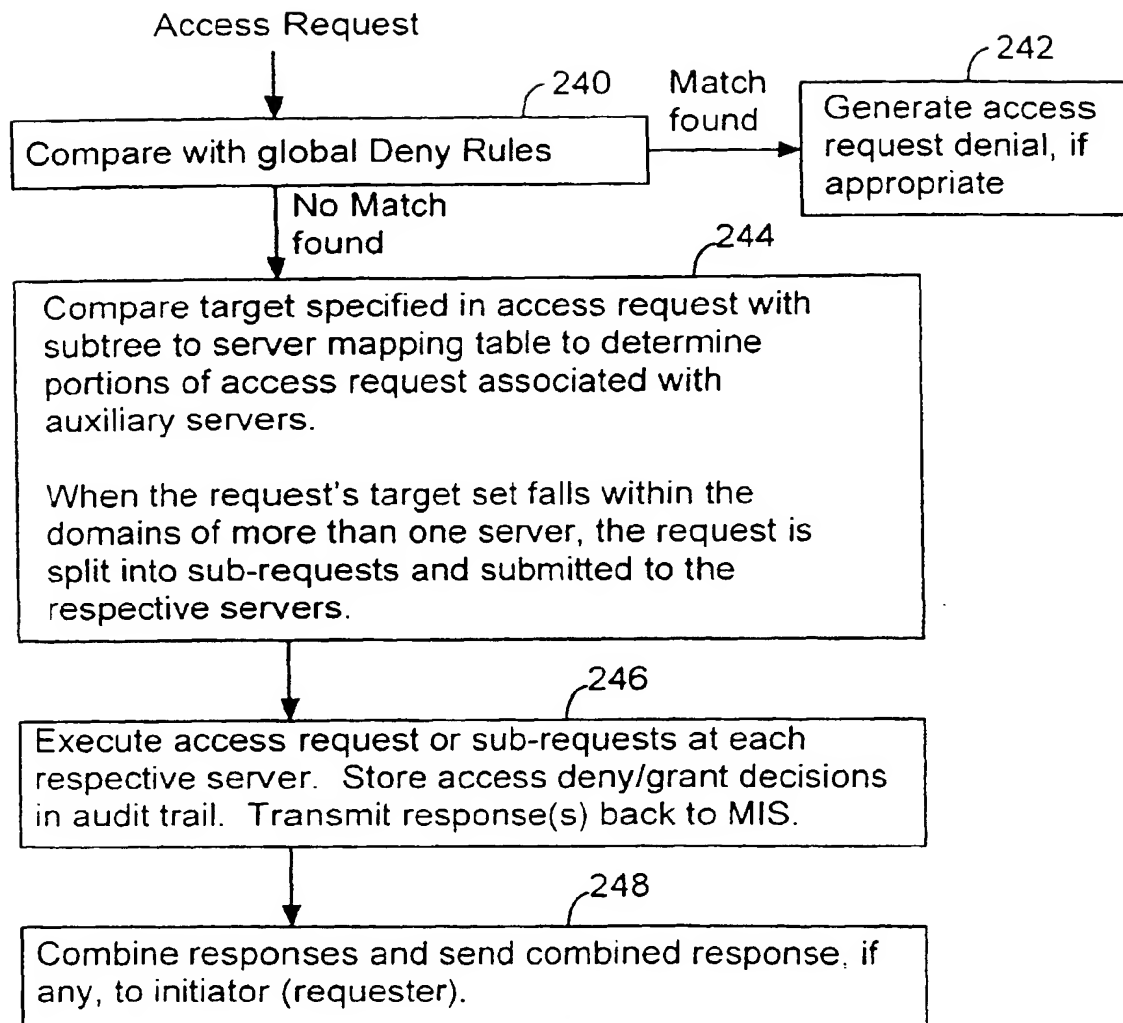 Access Request
240
Match
found
242
Compare with global Deny Rules
Generate access
request denial, if
appropriate
No Match
found
244
Compare target specified in access request with
subtree to server mapping table to determine
portions of access request associated with
auxiliary servers.
When the request's target set falls within the
domains of more than one server, the request is
split into sub-requests and submitted to the
respective servers.
246
Execute access request or sub-requests at each
respective server. Store access deny/grant decisions
in audit trail. Transmit response(s) back to MIS.
248
Combine responses and send combined response, if
any, to initiator (requester).